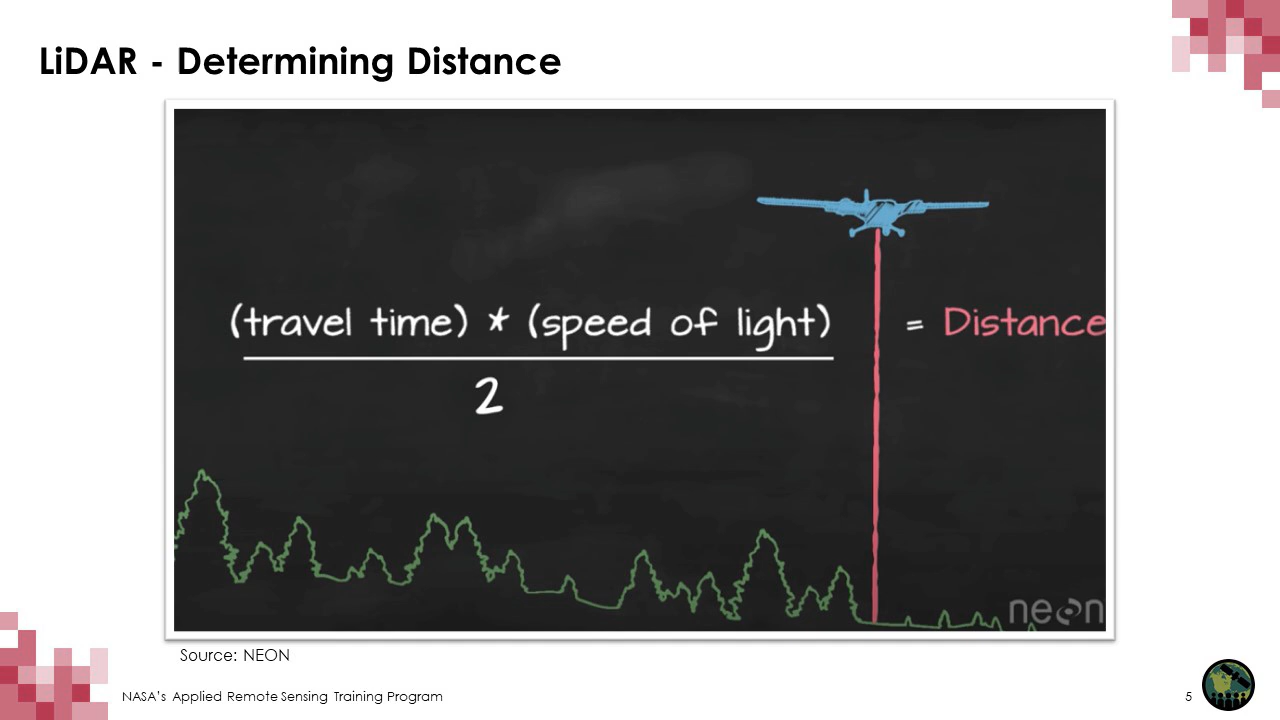 LiDAR - Determining Distance
(travel time) * (speed of light) = Distance
2
neon
Source: NEON
NASA's Applied Remote Sensing Training Program
5